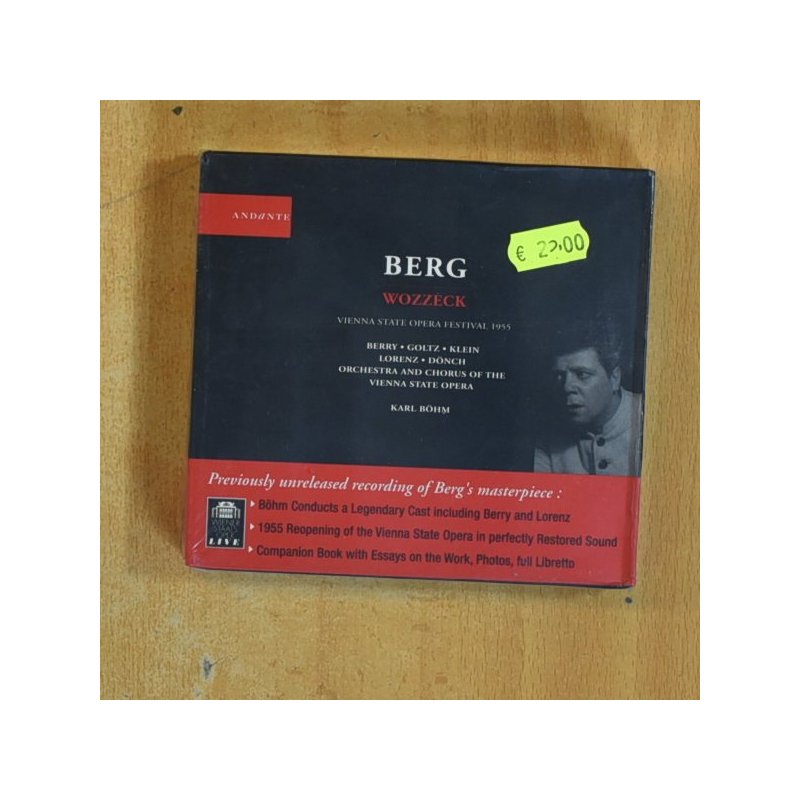 ANDaNTE
€ 22,00
BERG
WOZZECK
VIENNA STATE OPERA FESTIVAL 1955
BERRY • GOLTZ • KLEIN
LORENZ • DÖNCH
ORCHESTRA AND CHORUS OF THE
VIENNA STATE OPERA
KARL BÖHM
Previously unreleased recording of Berg's masterpiece :
Böhm Conducts a Legendary Cast including Berry and Lorenz
1955 Reopening of the Vienna State Opera in perfectly Restored Sound
Companion Book with Essays on the Work, Photos, full Libretto
WIENER
STAATS
OPER
LIVE